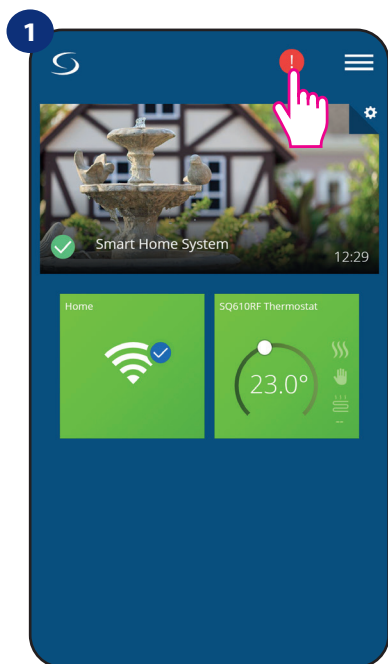 1
!
Smart Home System
12:29
Home
SQ610RF Thermostat
23.0°
--